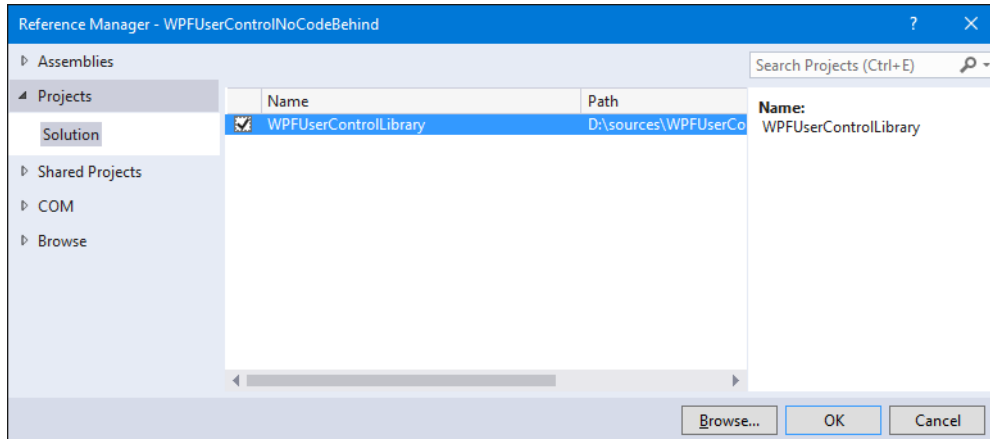 Reference Manager - WPFUserControlNoCodeBehind ?
Assemblies
Search Projects (Ctrl+E)
Projects
Solution
Shared Projects
COM
Browse
Name Path
WPFUserControlLibrary D:\sources\WPFUserCo
Name:
WPFUserControlLibrary
Browse... OK Cancel